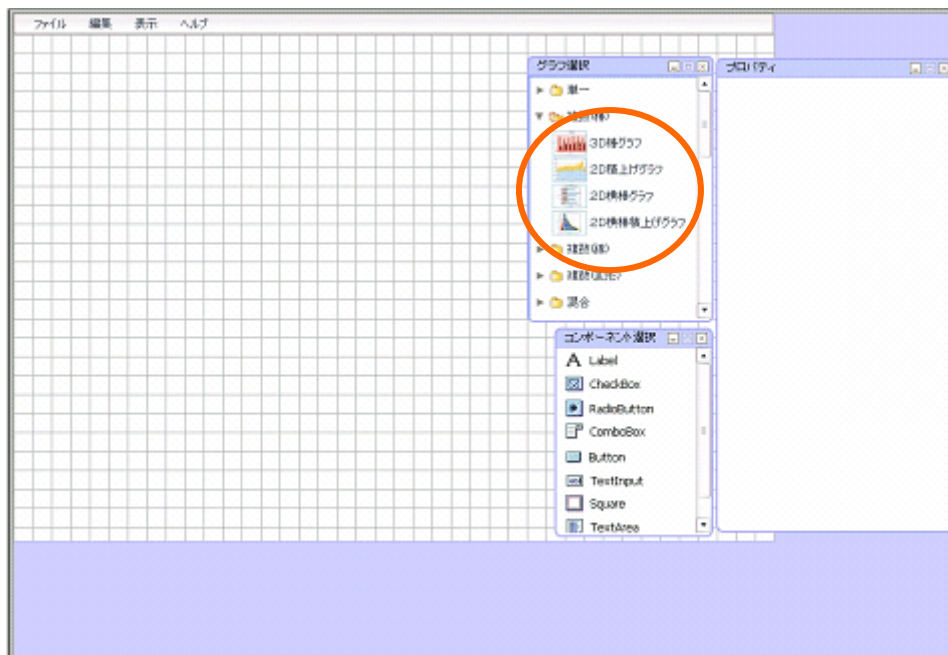 ファイル 編集 表示 ヘルプ
グラフ選択
単一
複数(棒)
3D棒グラフ
2D積上げグラフ
2D横棒グラフ
2D横棒積上げグラフ
混合
コンポーネント選択
Label
CheckBox
RadioButton
ComboBox
Button
TextInput
Square
TextArea
プロパティ